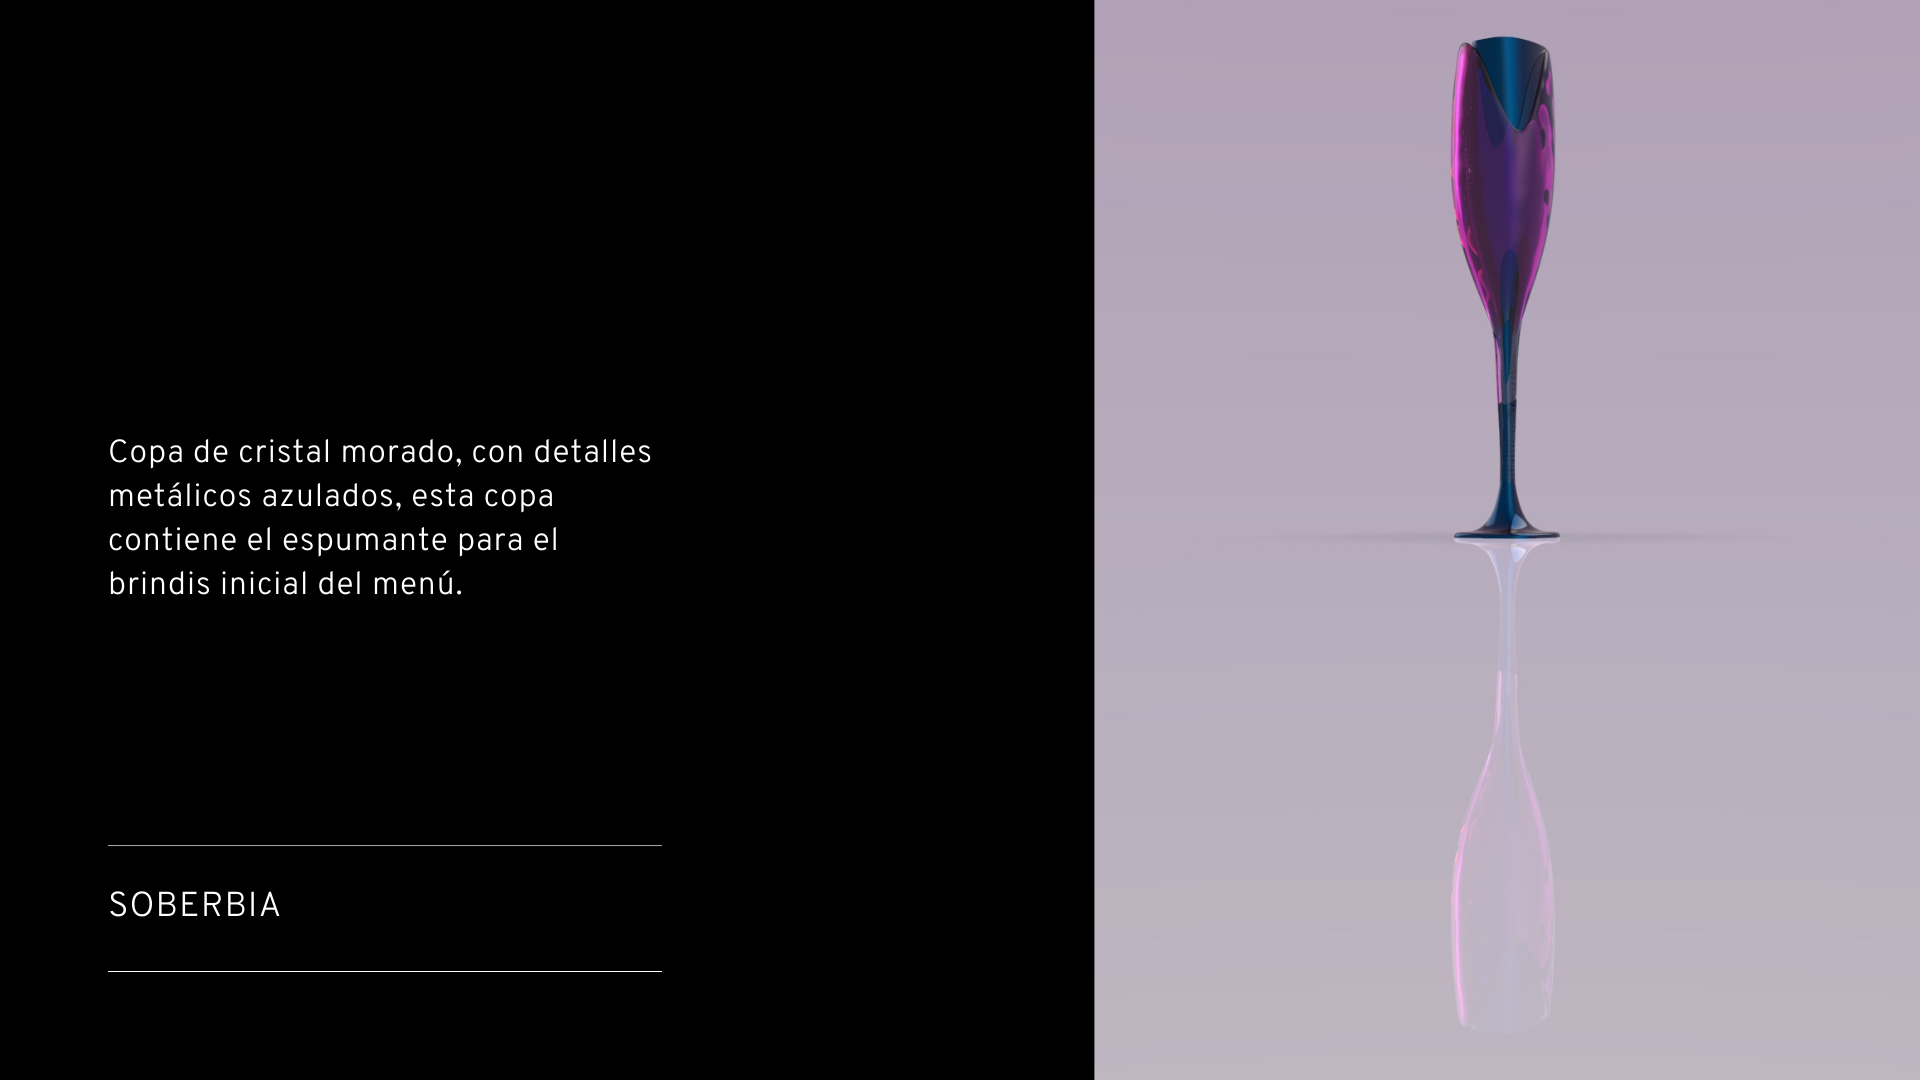 Copa de cristal morado, con detalles
metálicos azulados, esta copa
contiene el espumante para el
brindis inicial del menú.
SOBERBIA